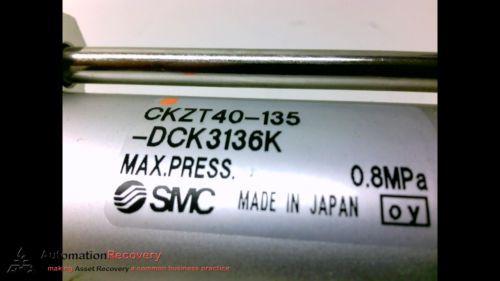 CKZT40-135
-DCK3136K
MAX.PRESS. 0.8MPa
SMC MADE IN JAPAN oy
AutomationRecovery
making Asset Recovery a common business practice